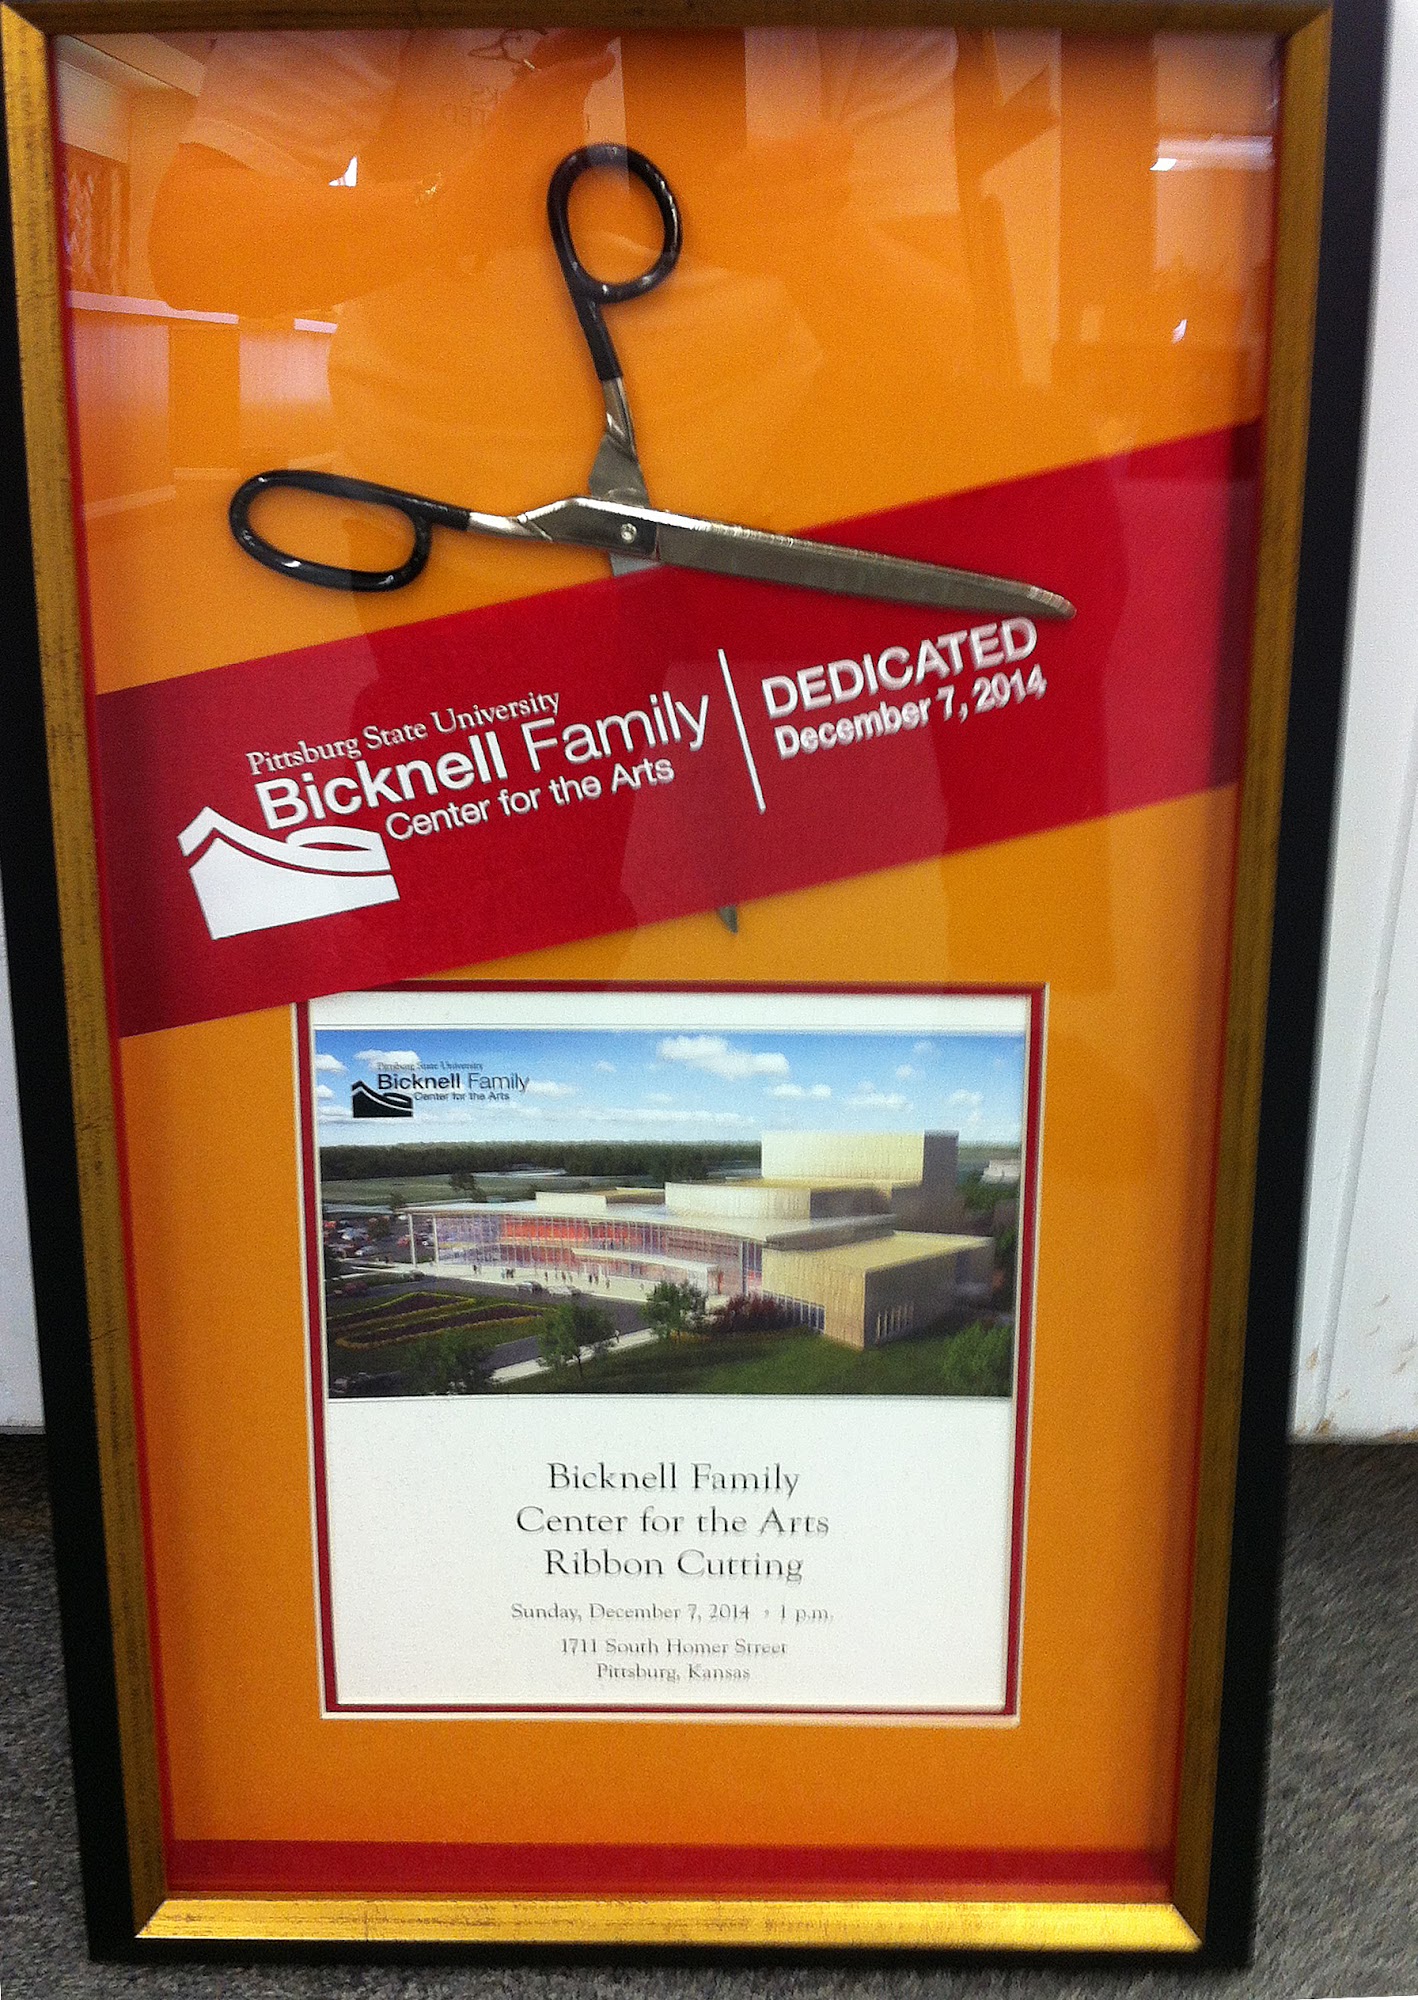 Pittsburg State University
Bicknell Family
Center for the Arts
DEDICATED
December 7, 2014
Pittsburg State University
Bicknell Family
Center for the Arts
Bicknell Family
Center for the Arts
Ribbon Cutting
Sunday, December 7, 2014 • 1 p.m.
1711 South Homer Street
Pittsburg, Kansas